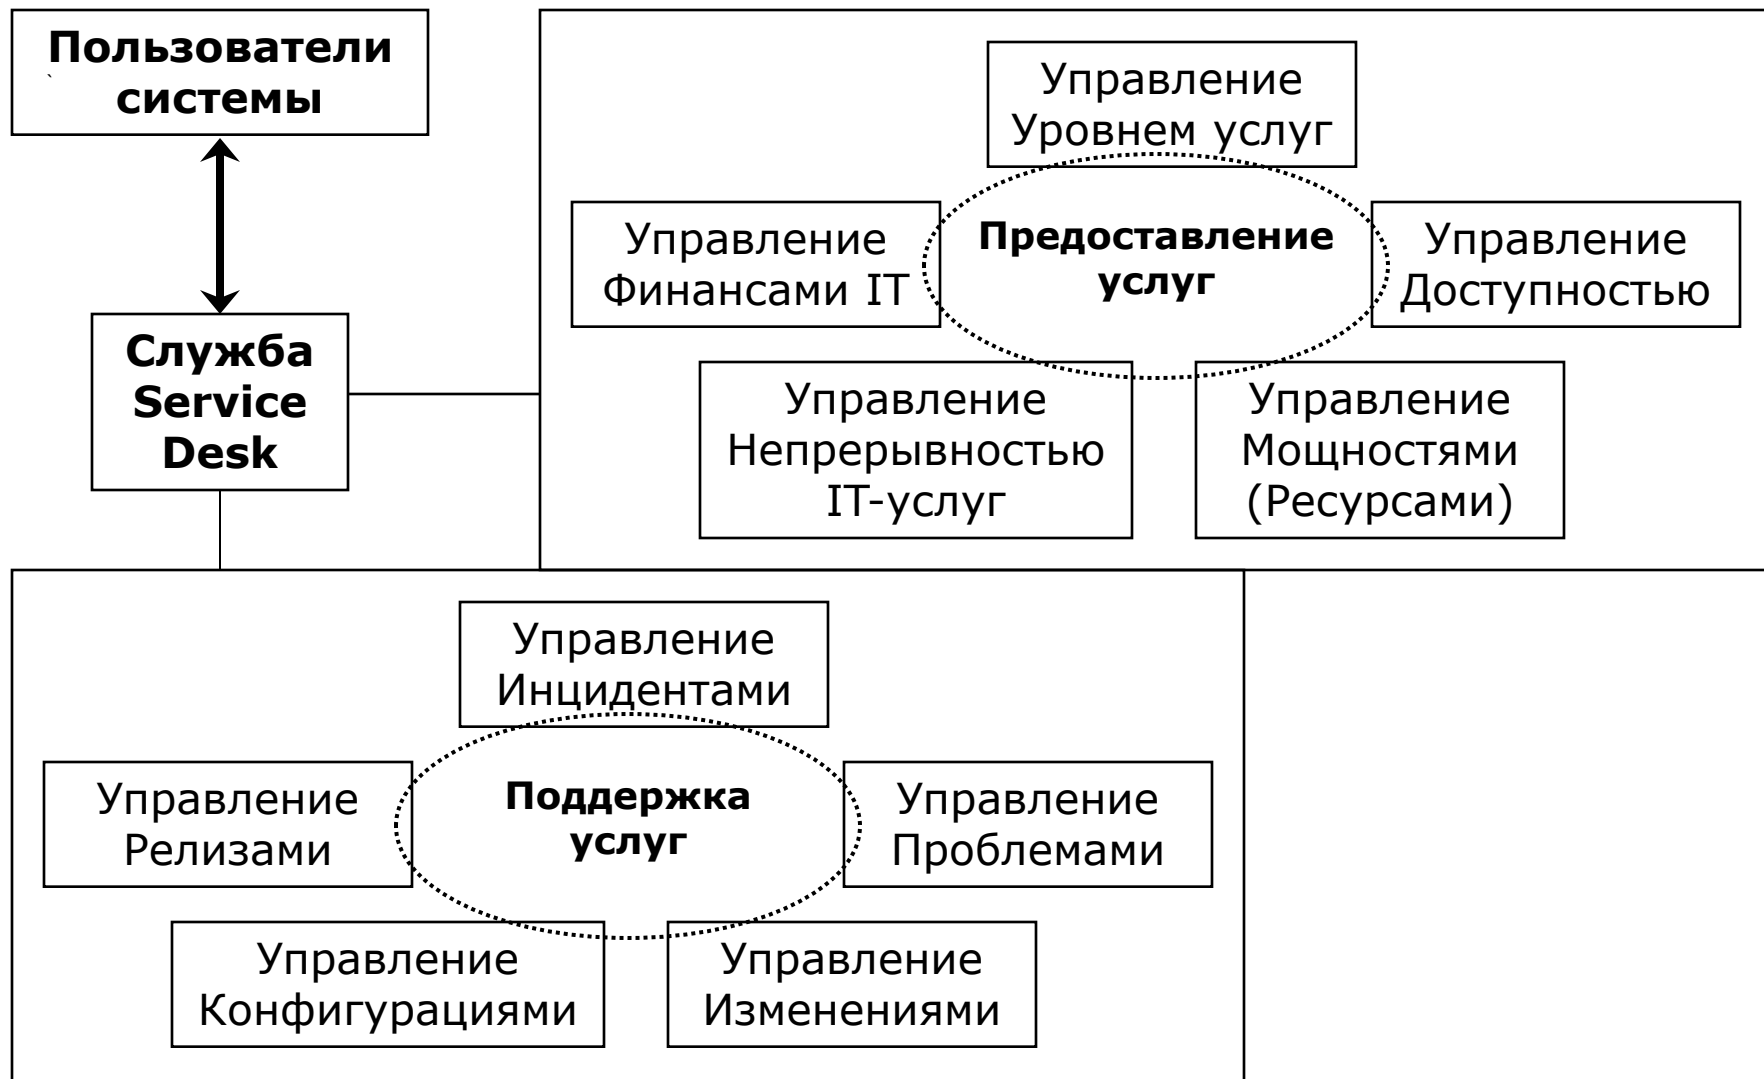 Пользователи
системы
`
Служба
Service
Desk
Управление
Уровнем услуг
Управление
Финансами IT
Предоставление
услуг
Управление
Доступностью
Управление
Непрерывностью
IT-услуг
Управление
Мощностями
(Ресурсами)
Управление
Инцидентами
Управление
Релизами
Поддержка
услуг
Управление
Проблемами
Управление
Конфигурациями
Управление
Изменениями